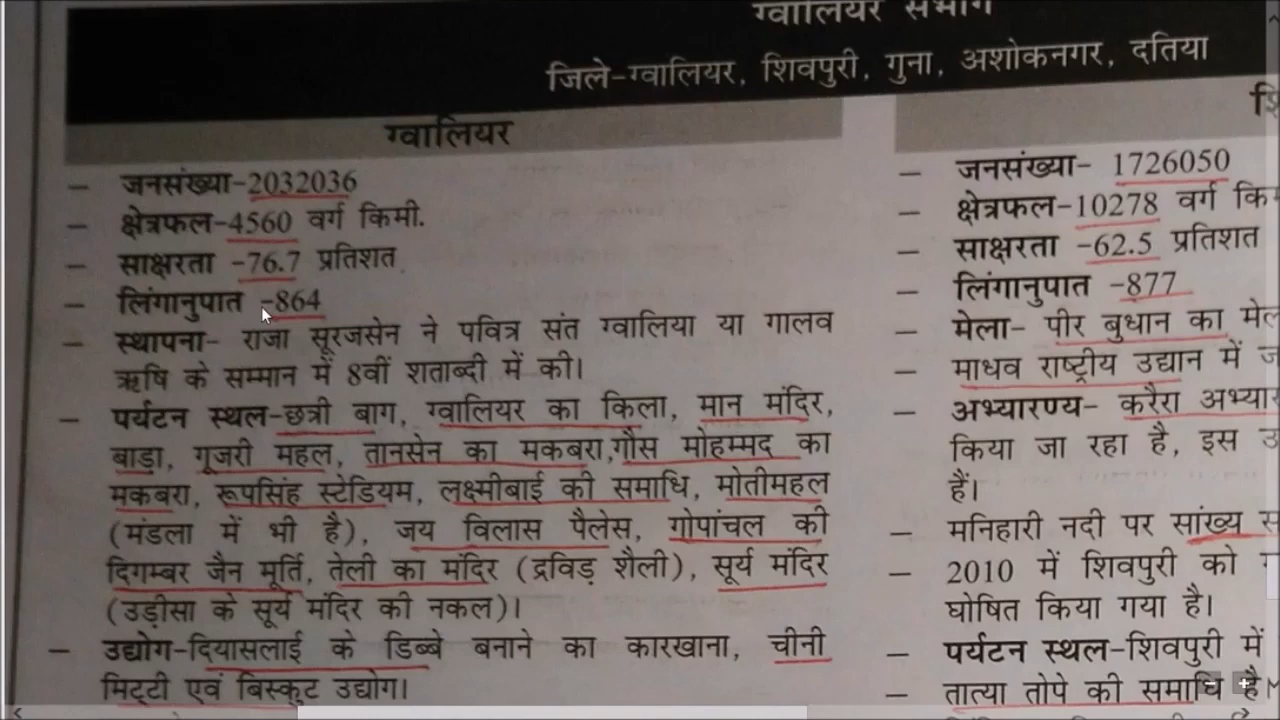 ग्वालियर संभाग
जिले-ग्वालियर, शिवपुरी, गुना, अशोकनगर, दतिया
ग्वालियर
– जनसंख्या-2032036
– क्षेत्रफल-4560 वर्ग किमी.
– साक्षरता -76.7 प्रतिशत
– लिंगानुपात -864
– स्थापना- राजा सूरजसेन ने पवित्र संत ग्वालिया या गालव
ऋषि के सम्मान में 8वीं शताब्दी में की।
– पर्यटन स्थल-छत्री बाग, ग्वालियर का किला, मान मंदिर,
बाड़ा, गूजरी महल, तानसेन का मकबरा,गौस मोहम्मद का
मकबरा, रूपसिंह स्टेडियम, लक्ष्मीबाई की समाधि, मोतीमहल
(मंडला में भी है), जय विलास पैलेस, गोपांचल की
दिगम्बर जैन मूर्ति, तेली का मंदिर (द्रविड़ शैली), सूर्य मंदिर
(उड़ीसा के सूर्य मंदिर की नकल)।
– उद्योग-दियासलाई के डिब्बे बनाने का कारखाना, चीनी
मिट्टी एवं बिस्कुट उद्योग।
– जनसंख्या- 1726050
– क्षेत्रफल-10278 वर्ग
– साक्षरता -62.5 प्रतिशत
– लिंगानुपात -877
– मेला- पीर बुधान का
– माधव राष्ट्रीय उद्यान में
– अभ्यारण्य- करैरा
किया जा रहा है, इस
हैं।
– मनिहारी नदी पर सांख्य
– 2010 में शिवपुरी को
घोषित किया गया है।
– पर्यटन स्थल-शिवपुरी में
– तात्या तोपे की समाधि है